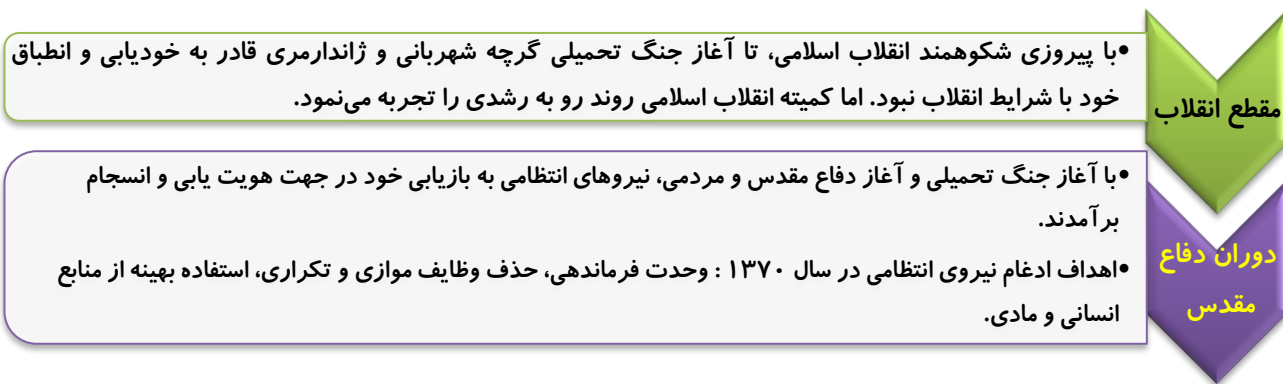 مقطع انقلاب
•با پیروزی شکوهمند انقلاب اسلامی، تا آغاز جنگ تحمیلی گرچه شهربانی و ژاندارمری قادر به خودیابی و انطباق
خود با شرایط انقلاب نبود. اما کمیته انقلاب اسلامی روند رو به رشدی را تجربه می‌نمود.
دوران دفاع
مقدس
•با آغاز جنگ تحمیلی و آغاز دفاع مقدس و مردمی، نیروهای انتظامی به بازیابی خود در جهت هویت یابی و انسجام
برآمدند.
•اهداف ادغام نیروی انتظامی در سال ۱۳۷۰ : وحدت فرماندهی، حذف وظایف موازی و تکراری، استفاده بهینه از منابع
انسانی و مادی.